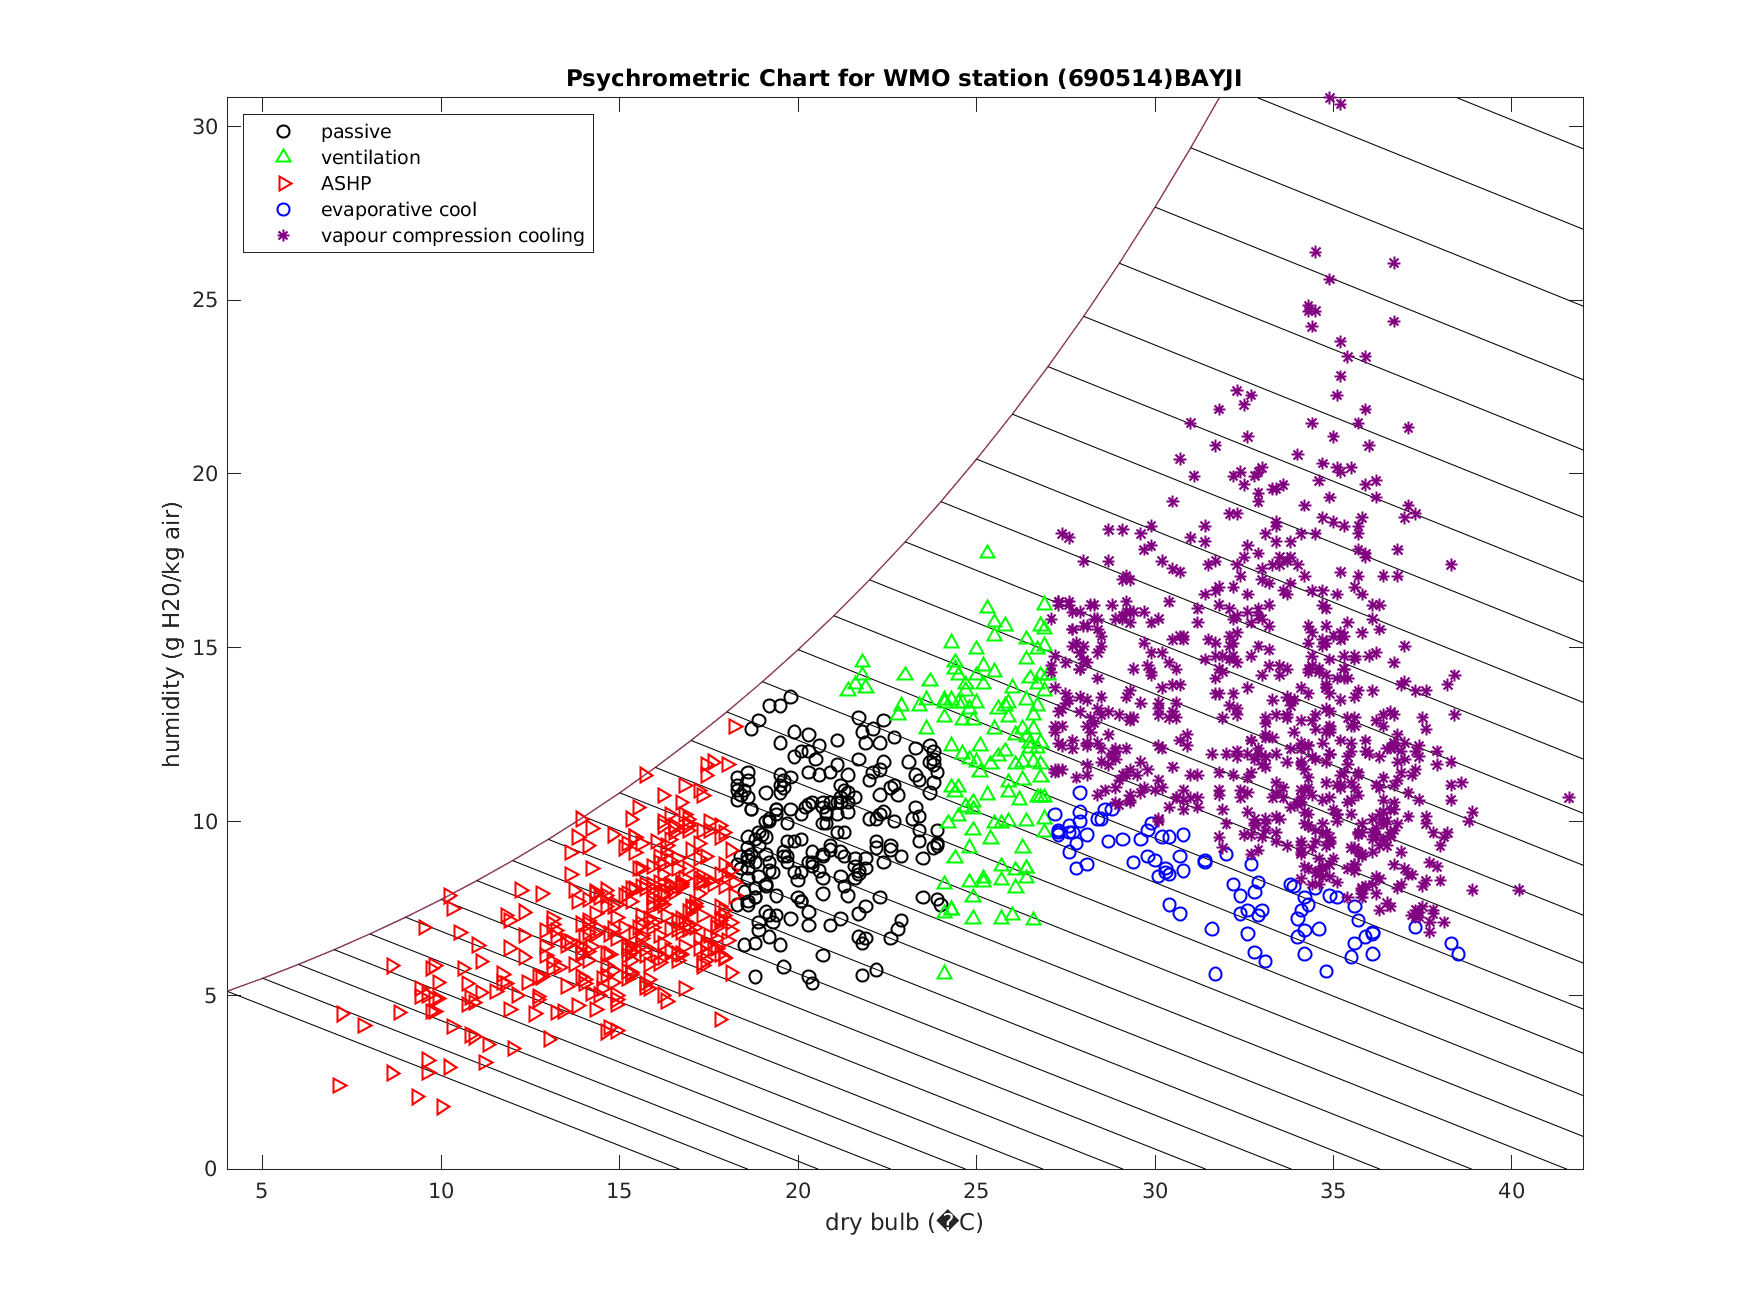 Psychrometric Chart for WMO station (690514)BAYJI
passive
ventilation
ASHP
evaporative cool
vapour compression cooling
humidity (g H20/kg air)
30
25
20
15
10
5
0
5 10 15 20 25 30 35 40
dry bulb (�C)